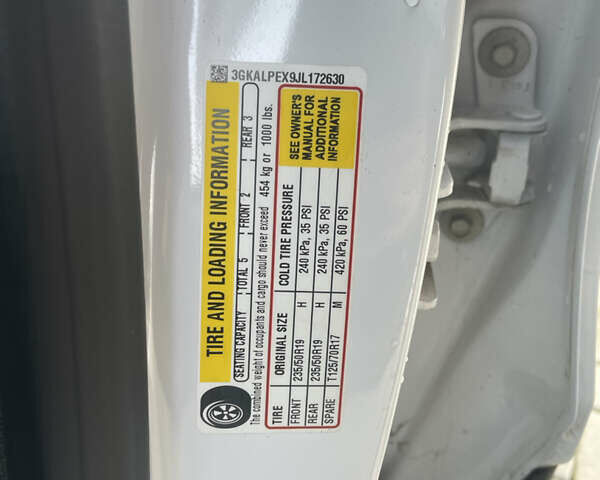 3GKALPEX9JL172630
TIRE AND LOADING INFORMATION
SEATING CAPACITY TOTAL 5 FRONT 2 REAR 3
The combined weight of occupants and cargo should never exceed 454 kg or 1000 lbs.
TIRE ORIGINAL SIZE COLD TIRE PRESSURE
FRONT 235/50R19 H 240 kPa, 35 PSI
REAR 235/50R19 H 240 kPa, 35 PSI
SPARE T125/70R17 M 420 kPa, 60 PSI
SEE OWNER'S
MANUAL FOR
ADDITIONAL
INFORMATION